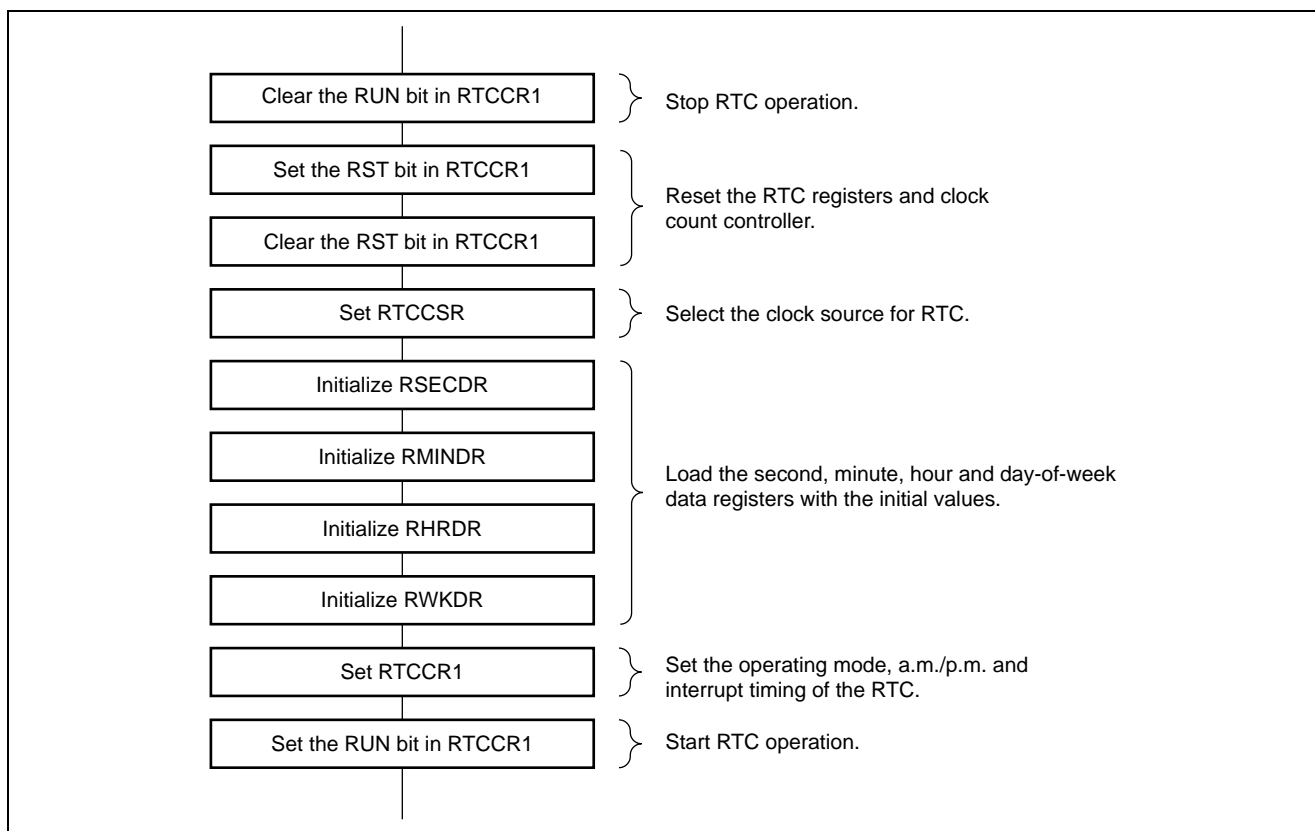 Clear the RUN bit in RTCCR1
Stop RTC operation.
Set the RST bit in RTCCR1
Clear the RST bit in RTCCR1
Reset the RTC registers and clock
count controller.
Set RTCCSR
Select the clock source for RTC.
Initialize RSECDR
Initialize RMINDR
Initialize RHRDR
Initialize RWKDR
Load the second, minute, hour and day-of-week
data registers with the initial values.
Set RTCCR1
Set the operating mode, a.m./p.m. and
interrupt timing of the RTC.
Set the RUN bit in RTCCR1
Start RTC operation.